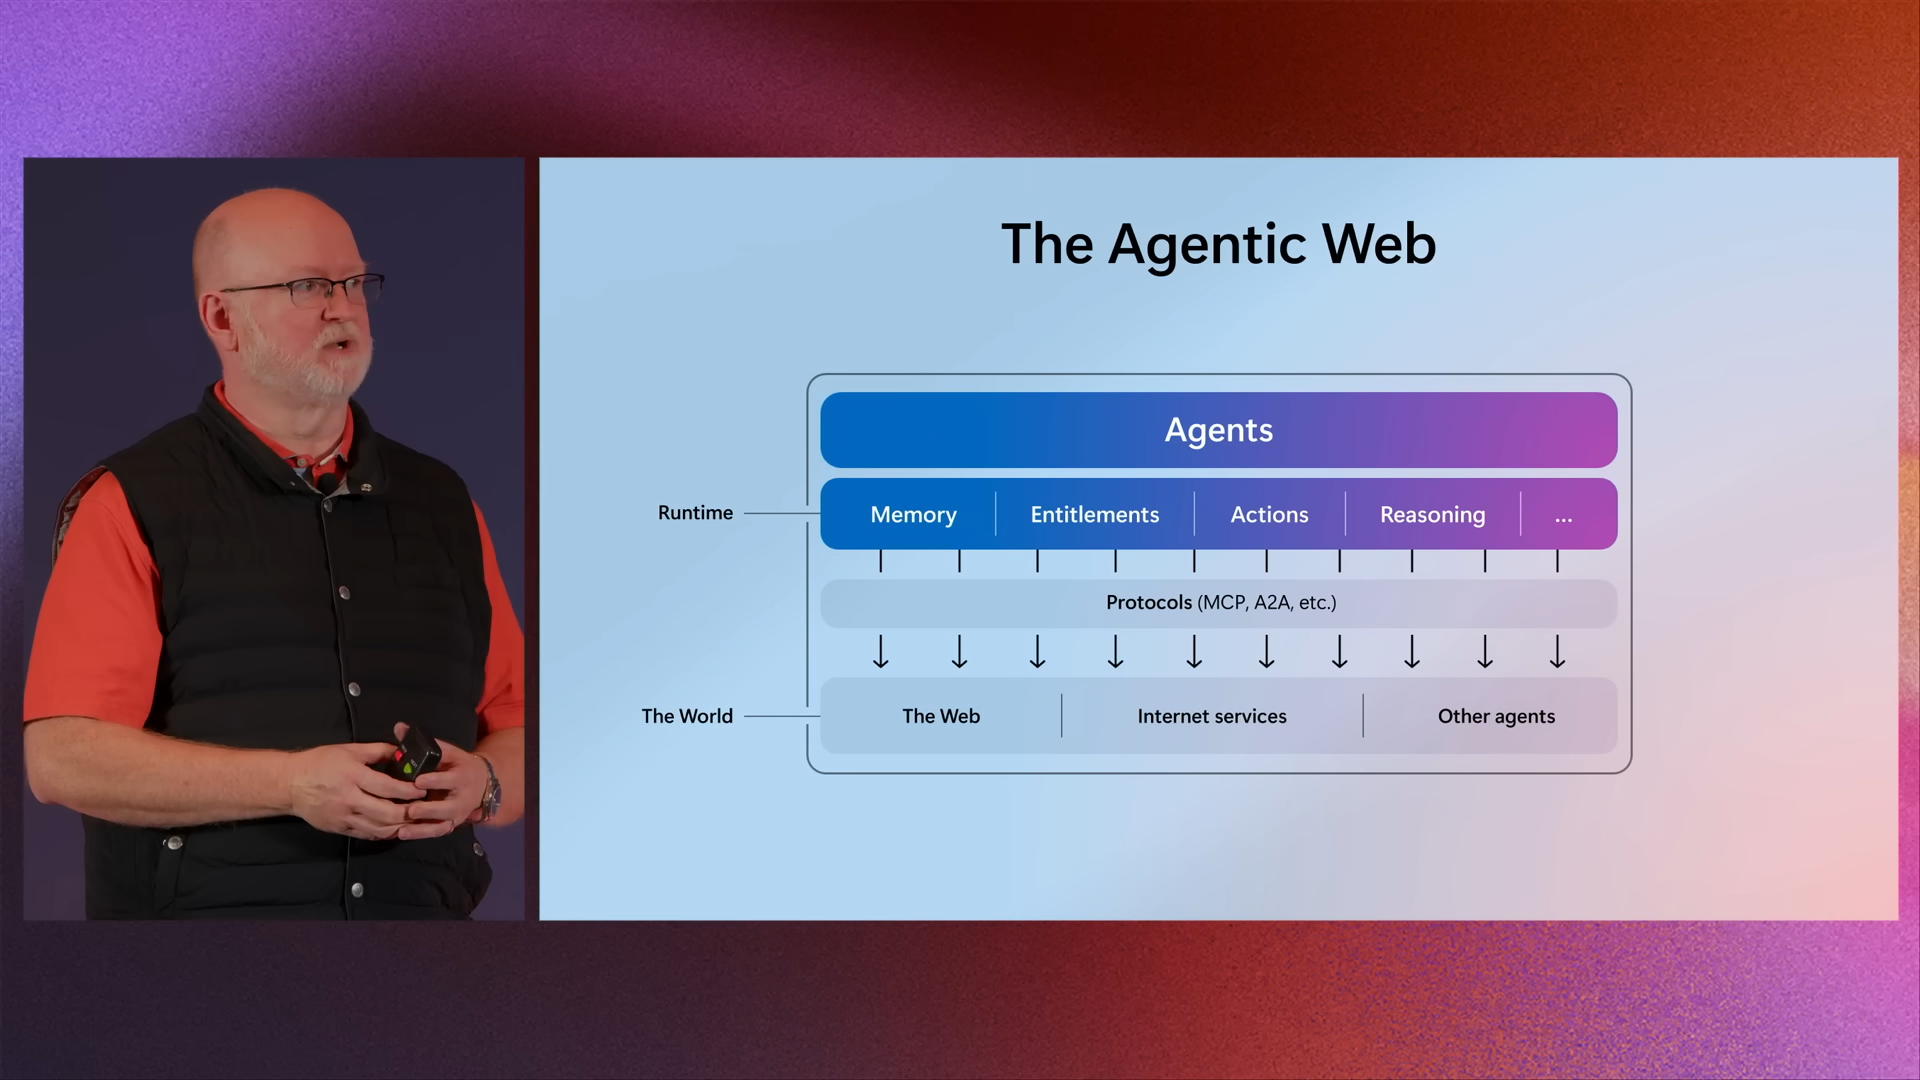 The Agentic Web
Agents
Runtime
Memory
Entitlements
Actions
Reasoning
...
Protocols (MCP, A2A, etc.)
The World
The Web
Internet services
Other agents